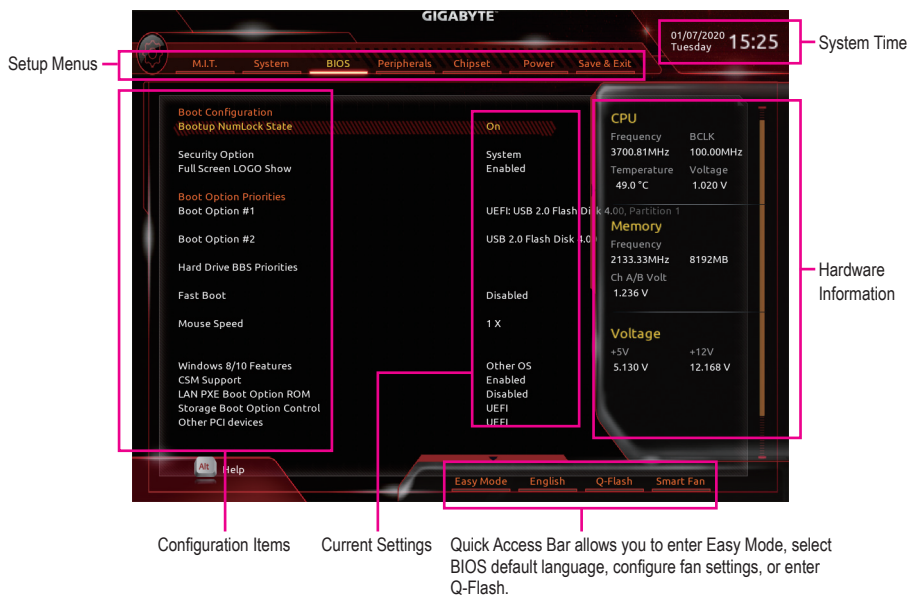 GIGABYTE™
01/07/2020
Tuesday
15:25
System Time
Setup Menus
M.I.T. System BIOS Peripherals Chipset Power Save & Exit
Boot Configuration
Bootup NumLock State On
Security Option System
Full Screen LOGO Show Enabled
Boot Option Priorities
Boot Option #1 UEFI: USB 2.0 Flash Disk 4.00, Partition 1
Boot Option #2 USB 2.0 Flash Disk 4.00
Hard Drive BBS Priorities
Fast Boot Disabled
Mouse Speed 1 X
Windows 8/10 Features Other OS
CSM Support Enabled
LAN PXE Boot Option ROM Disabled
Storage Boot Option Control UEFI
Other PCI devices UEFI
CPU
Frequency BCLK
3700.81MHz 100.00MHz
Temperature Voltage
49.0 °C 1.020 V
Memory
Frequency
2133.33MHz 8192MB
Ch A/B Volt
1.236 V
Voltage
+5V +12V
5.130 V 12.168 V
Hardware
Information
Alt Help
Easy Mode English Q-Flash Smart Fan
Configuration Items
Current Settings
Quick Access Bar allows you to enter Easy Mode, select
BIOS default language, configure fan settings, or enter
Q-Flash.